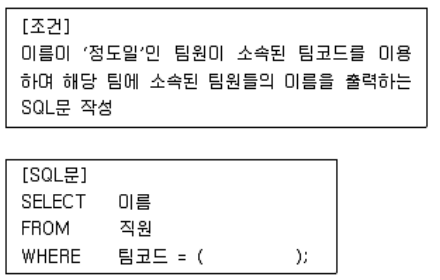 [조건]
이름이 '정도일'인 팀원이 소속된 팀코드를 이용
하여 해당 팀에 소속된 팀원들의 이름을 출력하는
SQL문 작성
[SQL문]
SELECT 이름
FROM 직원
WHERE 팀코드 = ( );